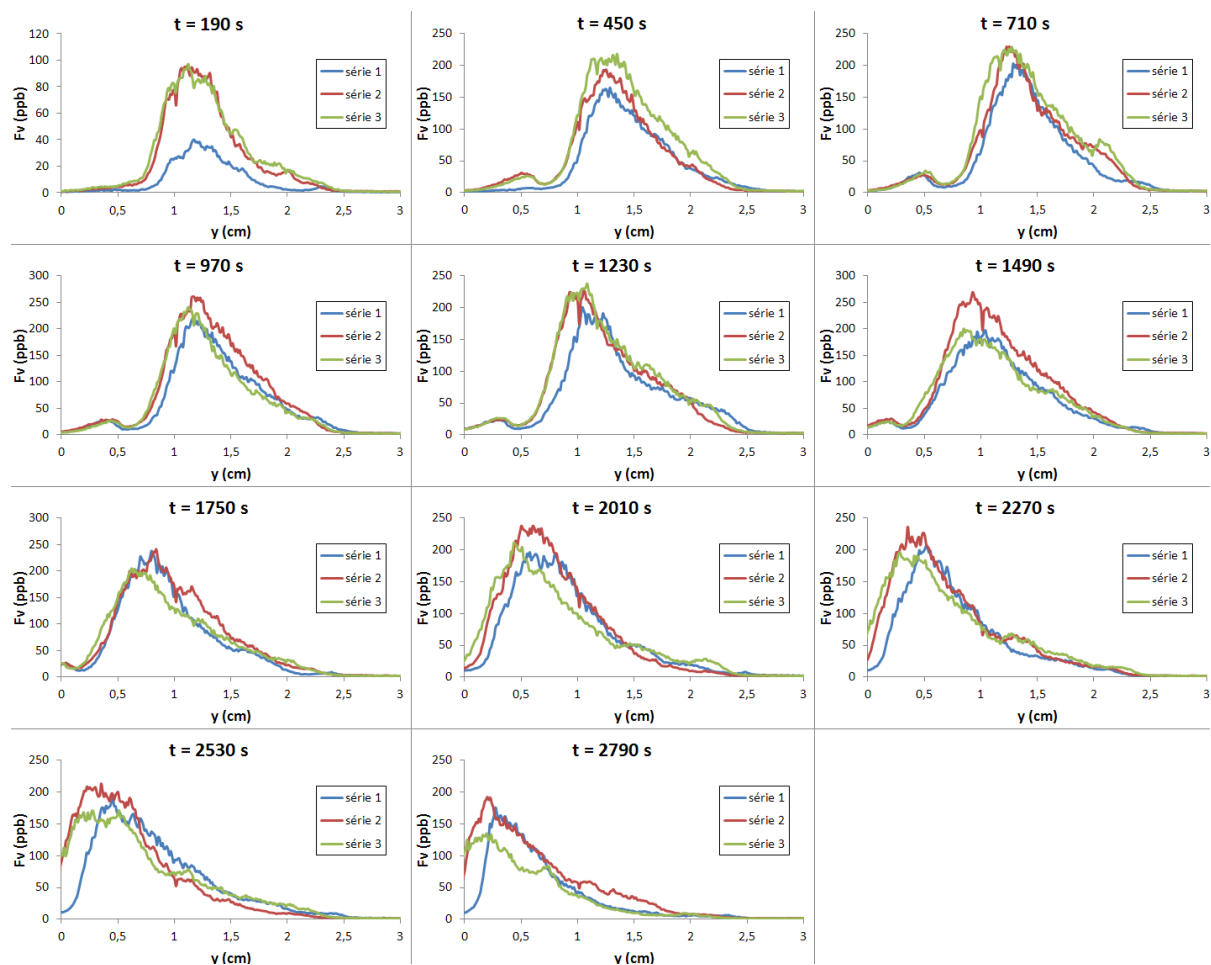 t = 190 s
120
100
80
60
40
20
0
Fv (ppb)
série 1
série 2
série 3
0 0,5 1 1,5 2 2,5 3
y (cm)
t = 450 s
250
200
150
100
50
0
Fv (ppb)
série 1
série 2
série 3
0 0,5 1 1,5 2 2,5 3
y (cm)
t = 710 s
250
200
150
100
50
0
Fv (ppb)
série 1
série 2
série 3
0 0,5 1 1,5 2 2,5 3
y (cm)
t = 970 s
300
250
200
150
100
50
0
Fv (ppb)
série 1
série 2
série 3
0 0,5 1 1,5 2 2,5 3
y (cm)
t = 1230 s
250
200
150
100
50
0
Fv (ppb)
série 1
série 2
série 3
0 0,5 1 1,5 2 2,5 3
y (cm)
t = 1490 s
300
250
200
150
100
50
0
Fv (ppb)
série 1
série 2
série 3
0 0,5 1 1,5 2 2,5 3
y (cm)
t = 1750 s
300
250
200
150
100
50
0
Fv (ppb)
série 1
série 2
série 3
0 0,5 1 1,5 2 2,5 3
y (cm)
t = 2010 s
250
200
150
100
50
0
Fv (ppb)
série 1
série 2
série 3
0 0,5 1 1,5 2 2,5 3
y (cm)
t = 2270 s
250
200
150
100
50
0
Fv (ppb)
série 1
série 2
série 3
0 0,5 1 1,5 2 2,5 3
y (cm)
t = 2530 s
250
200
150
100
50
0
Fv (ppb)
série 1
série 2
série 3
0 0,5 1 1,5 2 2,5 3
y (cm)
t = 2790 s
250
200
150
100
50
0
Fv (ppb)
série 1
série 2
série 3
0 0,5 1 1,5 2 2,5 3
y (cm)